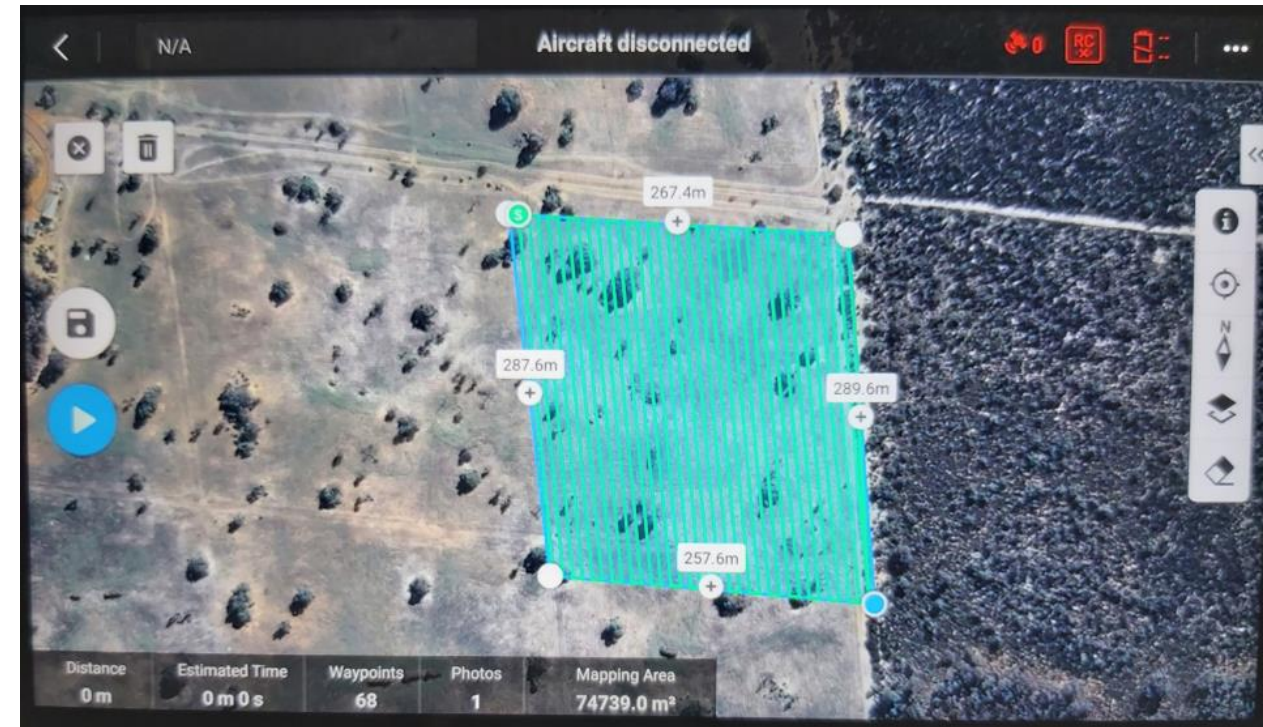 N/A
Aircraft disconnected
0
RC
--
--
S
267.4m
N
287.6m
289.6m
257.6m
Distance
0 m
Estimated Time
0 m 0 s
Waypoints
68
Photos
1
Mapping Area
74739.0 m²